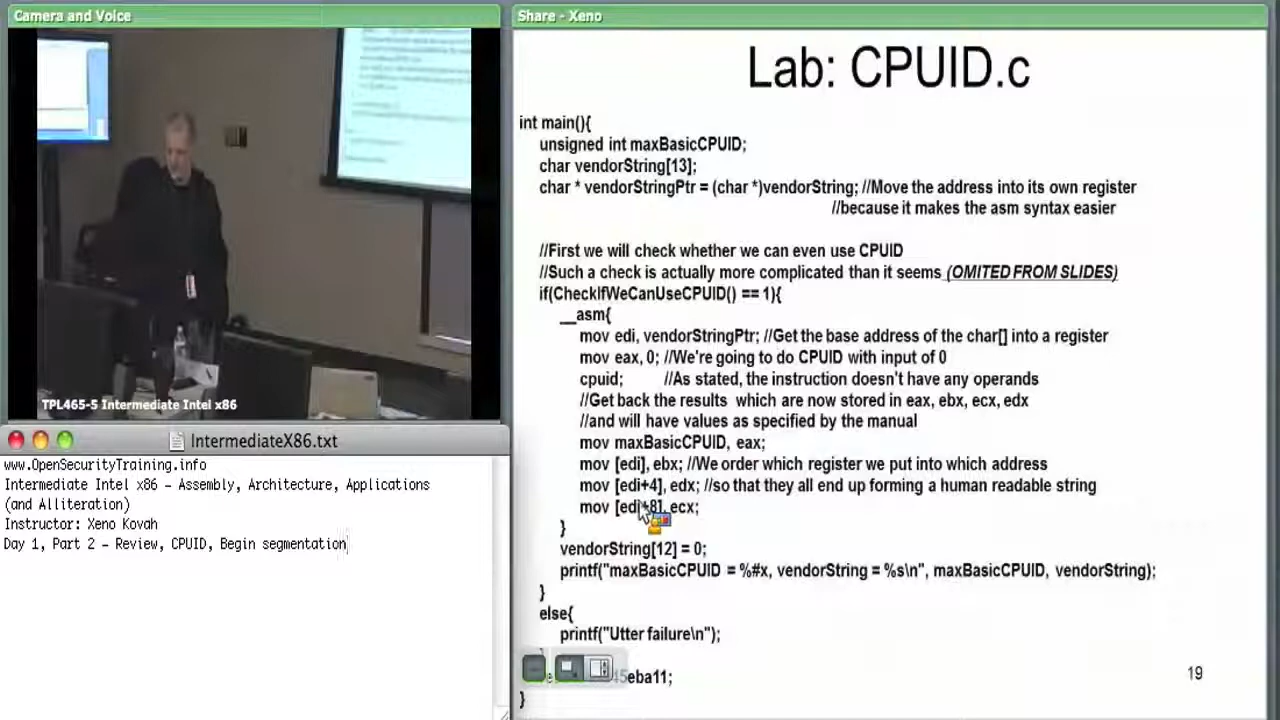 Camera and Voice
TPL465-5 Intermediate Intel x86
IntermediateX86.txt
www.OpenSecurityTraining.info
Intermediate Intel x86 – Assembly, Architecture, Applications
(and Alliteration)
Instructor: Xeno Kovah
Day 1, Part 2 – Review, CPUID, Begin segmentation
Share - Xeno
Lab: CPUID.c
int main(){
unsigned int maxBasicCPUID;
char vendorString[13];
char * vendorStringPtr = (char *)vendorString; //Move the address into its own register
//because it makes the asm syntax easier
//First we will check whether we can even use CPUID
//Such a check is actually more complicated than it seems (OMITED FROM SLIDES)
if(CheckIfWeCanUseCPUID() == 1){
__asm{
mov edi, vendorStringPtr; //Get the base address of the char[] into a register
mov eax, 0; //We're going to do CPUID with input of 0
cpuid; //As stated, the instruction doesn't have any operands
//Get back the results which are now stored in eax, ebx, ecx, edx
//and will have values as specified by the manual
mov maxBasicCPUID, eax;
mov [edi], ebx; //We order which register we put into which address
mov [edi+4], edx; //so that they all end up forming a human readable string
mov [edi+8], ecx;
}
vendorString[12] = 0;
printf("maxBasicCPUID = %#x, vendorString = %s\n", maxBasicCPUID, vendorString);
}
else{
printf("Utter failure\n");
eba11;
}
19